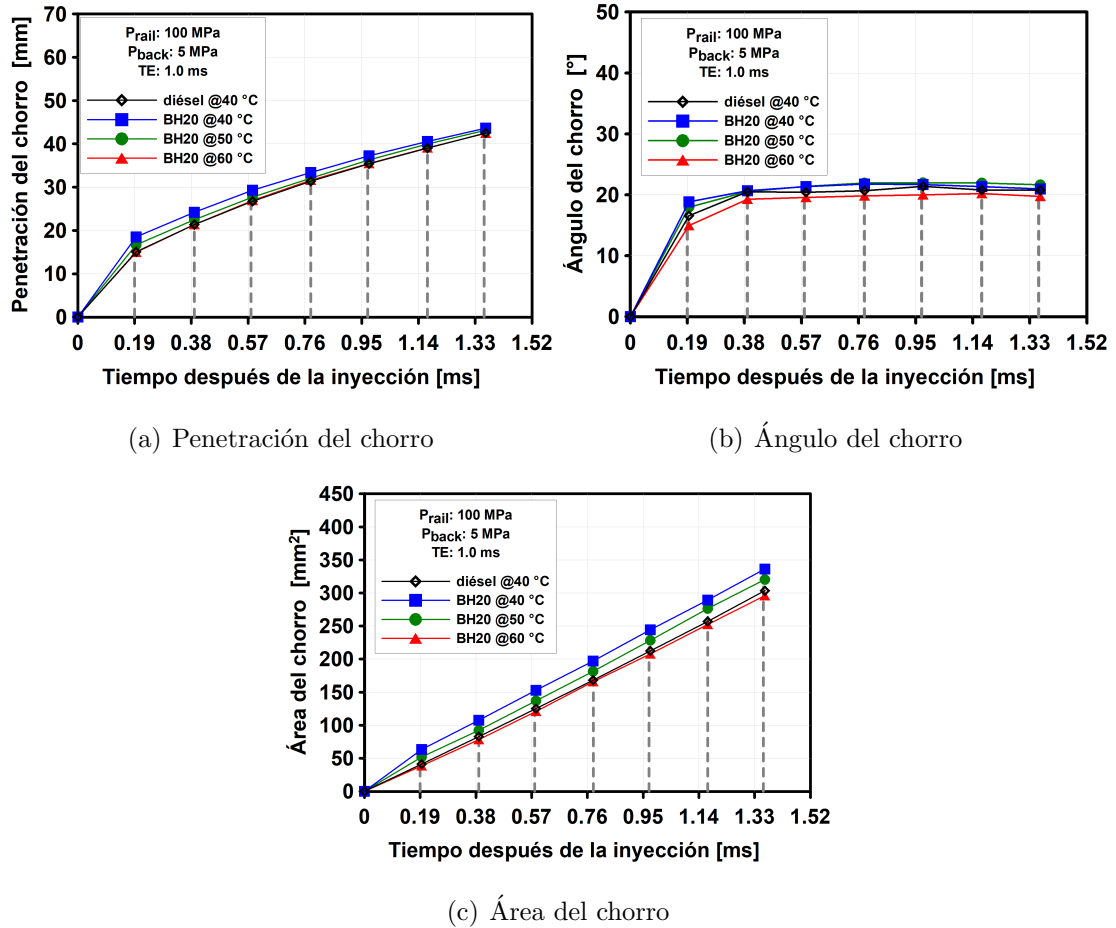 70
60
50
40
30
20
10
0
Penetración del chorro [mm]
Prail: 100 MPa
Pback: 5 MPa
TE: 1.0 ms
diésel @40 °C
BH20 @40 °C
BH20 @50 °C
BH20 @60 °C
0 0.19 0.38 0.57 0.76 0.95 1.14 1.33 1.52
Tiempo después de la inyección [ms]
(a) Penetración del chorro
50
40
30
20
10
0
Ángulo del chorro [°]
Prail: 100 MPa
Pback: 5 MPa
TE: 1.0 ms
diésel @40 °C
BH20 @40 °C
BH20 @50 °C
BH20 @60 °C
0 0.19 0.38 0.57 0.76 0.95 1.14 1.33 1.52
Tiempo después de la inyección [ms]
(b) Ángulo del chorro
450
400
350
300
250
200
150
100
50
0
Área del chorro [mm²]
Prail: 100 MPa
Pback: 5 MPa
TE: 1.0 ms
diésel @40 °C
BH20 @40 °C
BH20 @50 °C
BH20 @60 °C
0 0.19 0.38 0.57 0.76 0.95 1.14 1.33 1.52
Tiempo después de la inyección [ms]
(c) Área del chorro